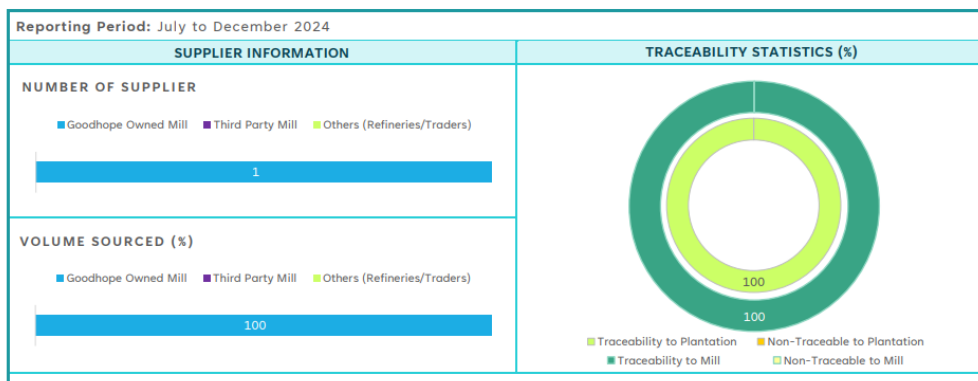 Reporting Period: July to December 2024
SUPPLIER INFORMATION
NUMBER OF SUPPLIER
Goodhope Owned Mill Third Party Mill Others (Refineries/Traders)
1
VOLUME SOURCED (%)
Goodhope Owned Mill Third Party Mill Others (Refineries/Traders)
100
TRACEABILITY STATISTICS (%)
100
100
Traceability to Plantation Non-Traceable to Plantation
Traceability to Mill Non-Traceable to Mill